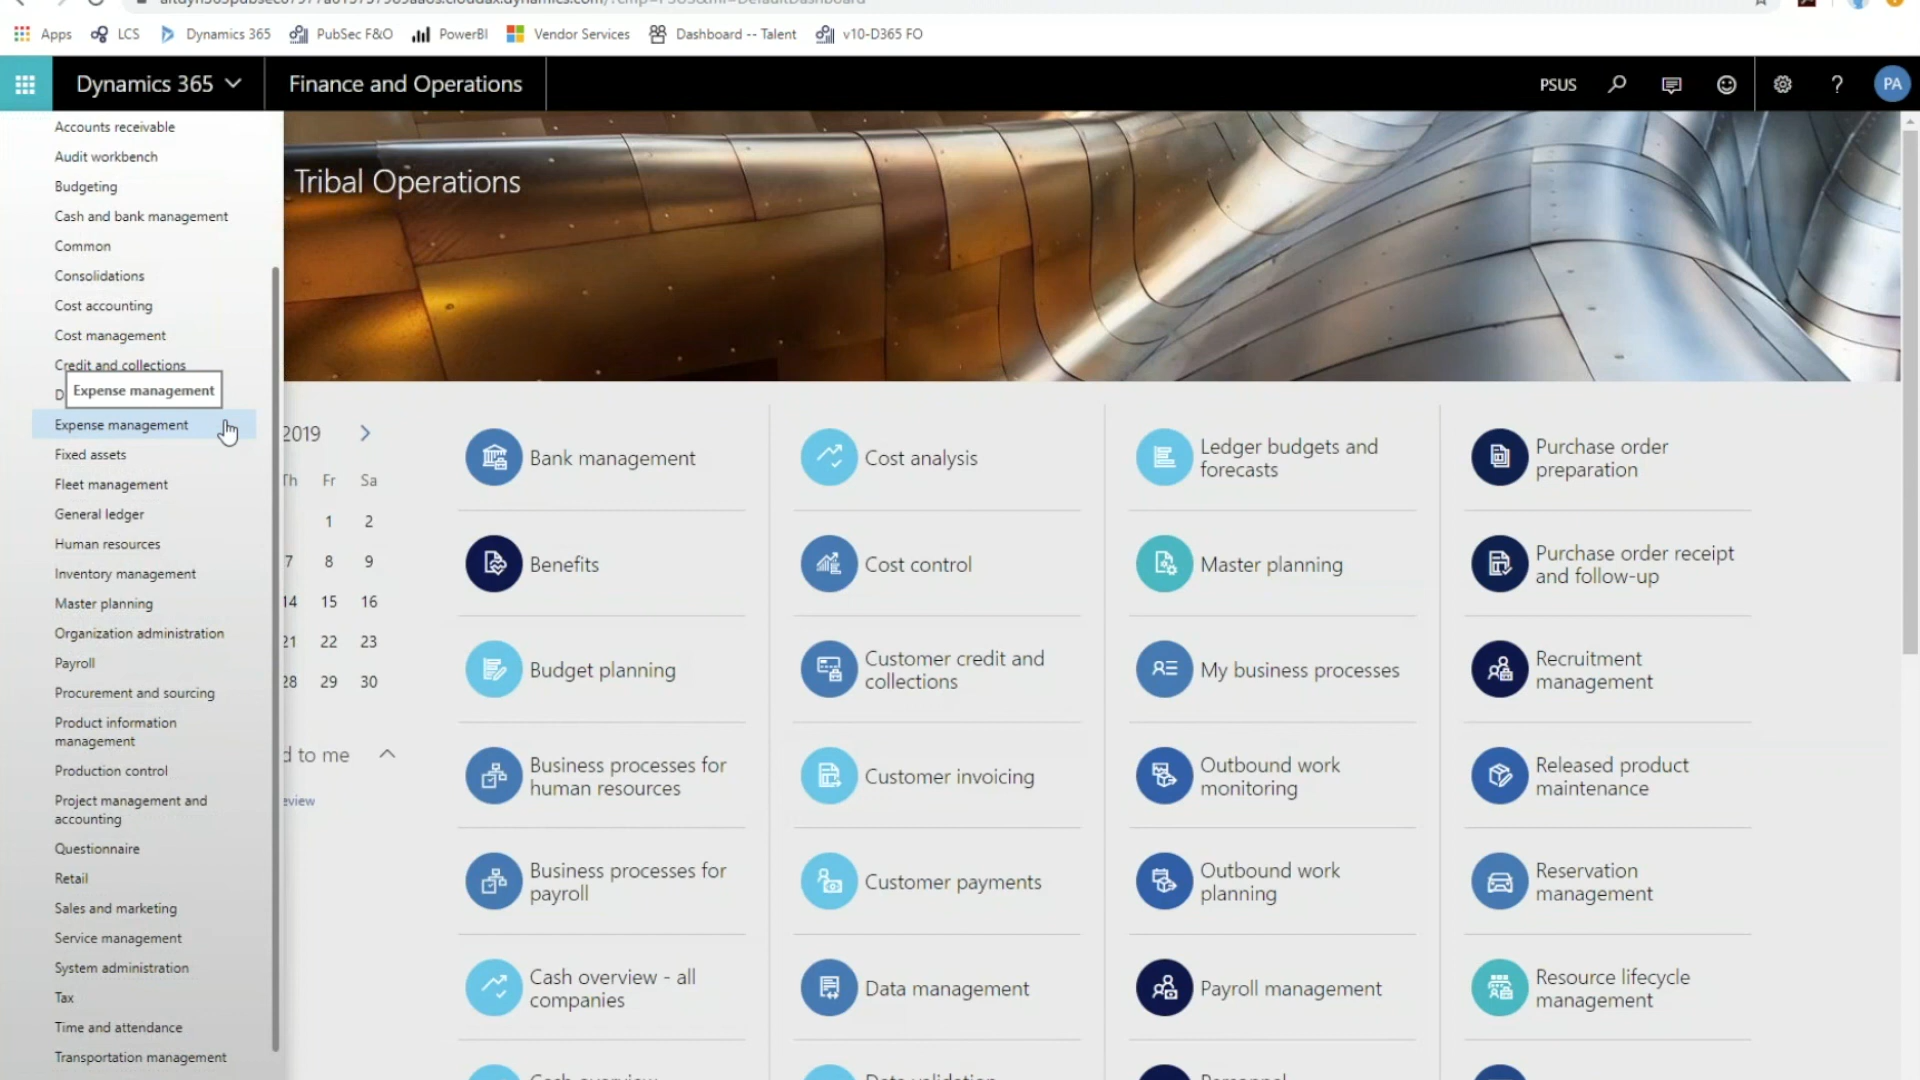 Apps LCS Dynamics 365 PubSec F&O PowerBI Vendor Services Dashboard -- Talent v10-D365 FO
Dynamics 365 Finance and Operations PSUS ? PA
Accounts receivable
Audit workbench
Budgeting
Cash and bank management
Common
Consolidations
Cost accounting
Cost management
Credit and collections
D
Expense management
Expense management
Fixed assets
Fleet management
General ledger
Human resources
Inventory management
Master planning
Organization administration
Payroll
Procurement and sourcing
Product information
management
Production control
Project management and
accounting
Questionnaire
Retail
Sales and marketing
Service management
System administration
Tax
Time and attendance
Transportation management
Tribal Operations
2019
Th Fr Sa
1 2
7 8 9
14 15 16
21 22 23
28 29 30
d to me
eview
Bank management
Benefits
Budget planning
Business processes for
human resources
Business processes for
payroll
Cash overview - all
companies
Cost analysis
Cost control
Customer credit and
collections
Customer invoicing
Customer payments
Data management
Ledger budgets and
forecasts
Master planning
My business processes
Outbound work
monitoring
Outbound work
planning
Payroll management
Purchase order
preparation
Purchase order receipt
and follow-up
Recruitment
management
Released product
maintenance
Reservation
management
Resource lifecycle
management